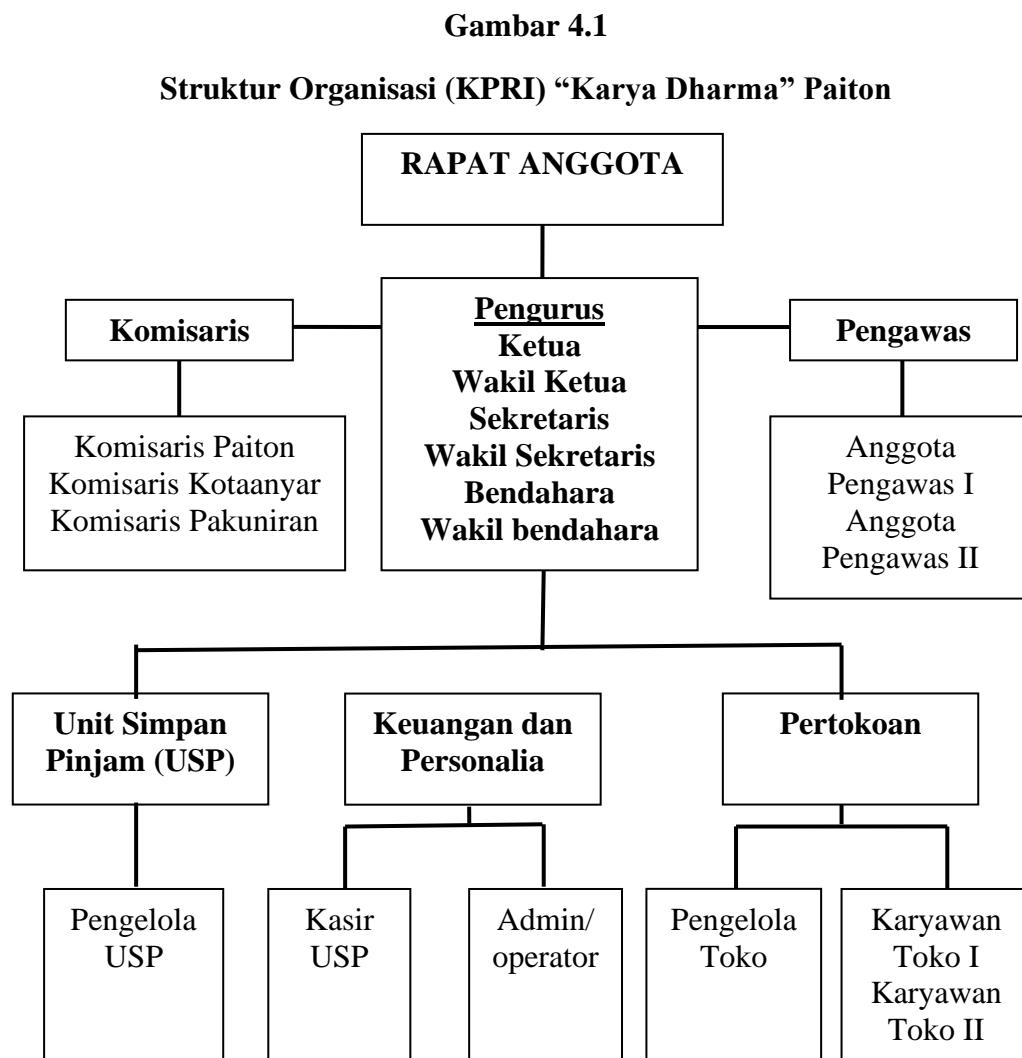 Gambar 4.1
Struktur Organisasi (KPRI) “Karya Dharma” Paiton
RAPAT ANGGOTA
Komisaris
Komisaris Paiton
Komisaris Kotaanyar
Komisaris Pakuniran
Pengurus
Ketua
Wakil Ketua
Sekretaris
Wakil Sekretaris
Bendahara
Wakil bendahara
Pengawas
Anggota
Pengawas I
Anggota
Pengawas II
Unit Simpan
Pinjam (USP)
Keuangan dan
Personalia
Pertokoan
Pengelola
USP
Kasir
USP
Admin/
operator
Pengelola
Toko
Karyawan
Toko I
Karyawan
Toko II